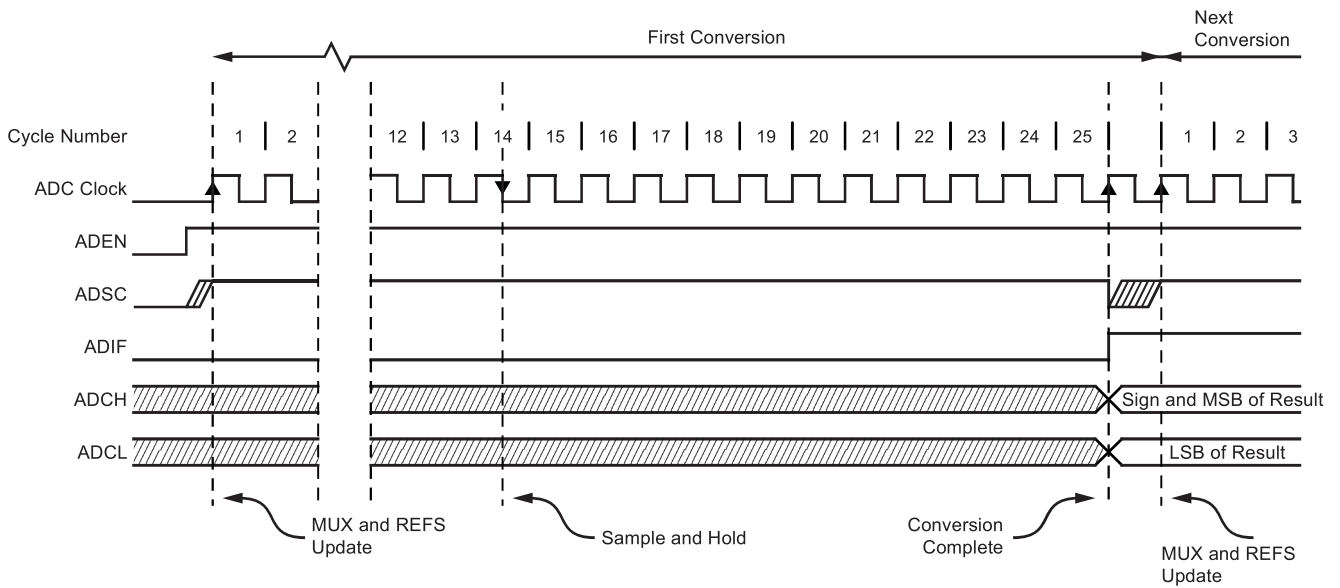 First Conversion
Next
Conversion
Cycle Number 1 2 12 13 14 15 16 17 18 19 20 21 22 23 24 25 1 2 3
ADC Clock
ADEN
ADSC
ADIF
ADCH Sign and MSB of Result
ADCL LSB of Result
MUX and REFS
Update
Sample and Hold
Conversion
Complete
MUX and REFS
Update